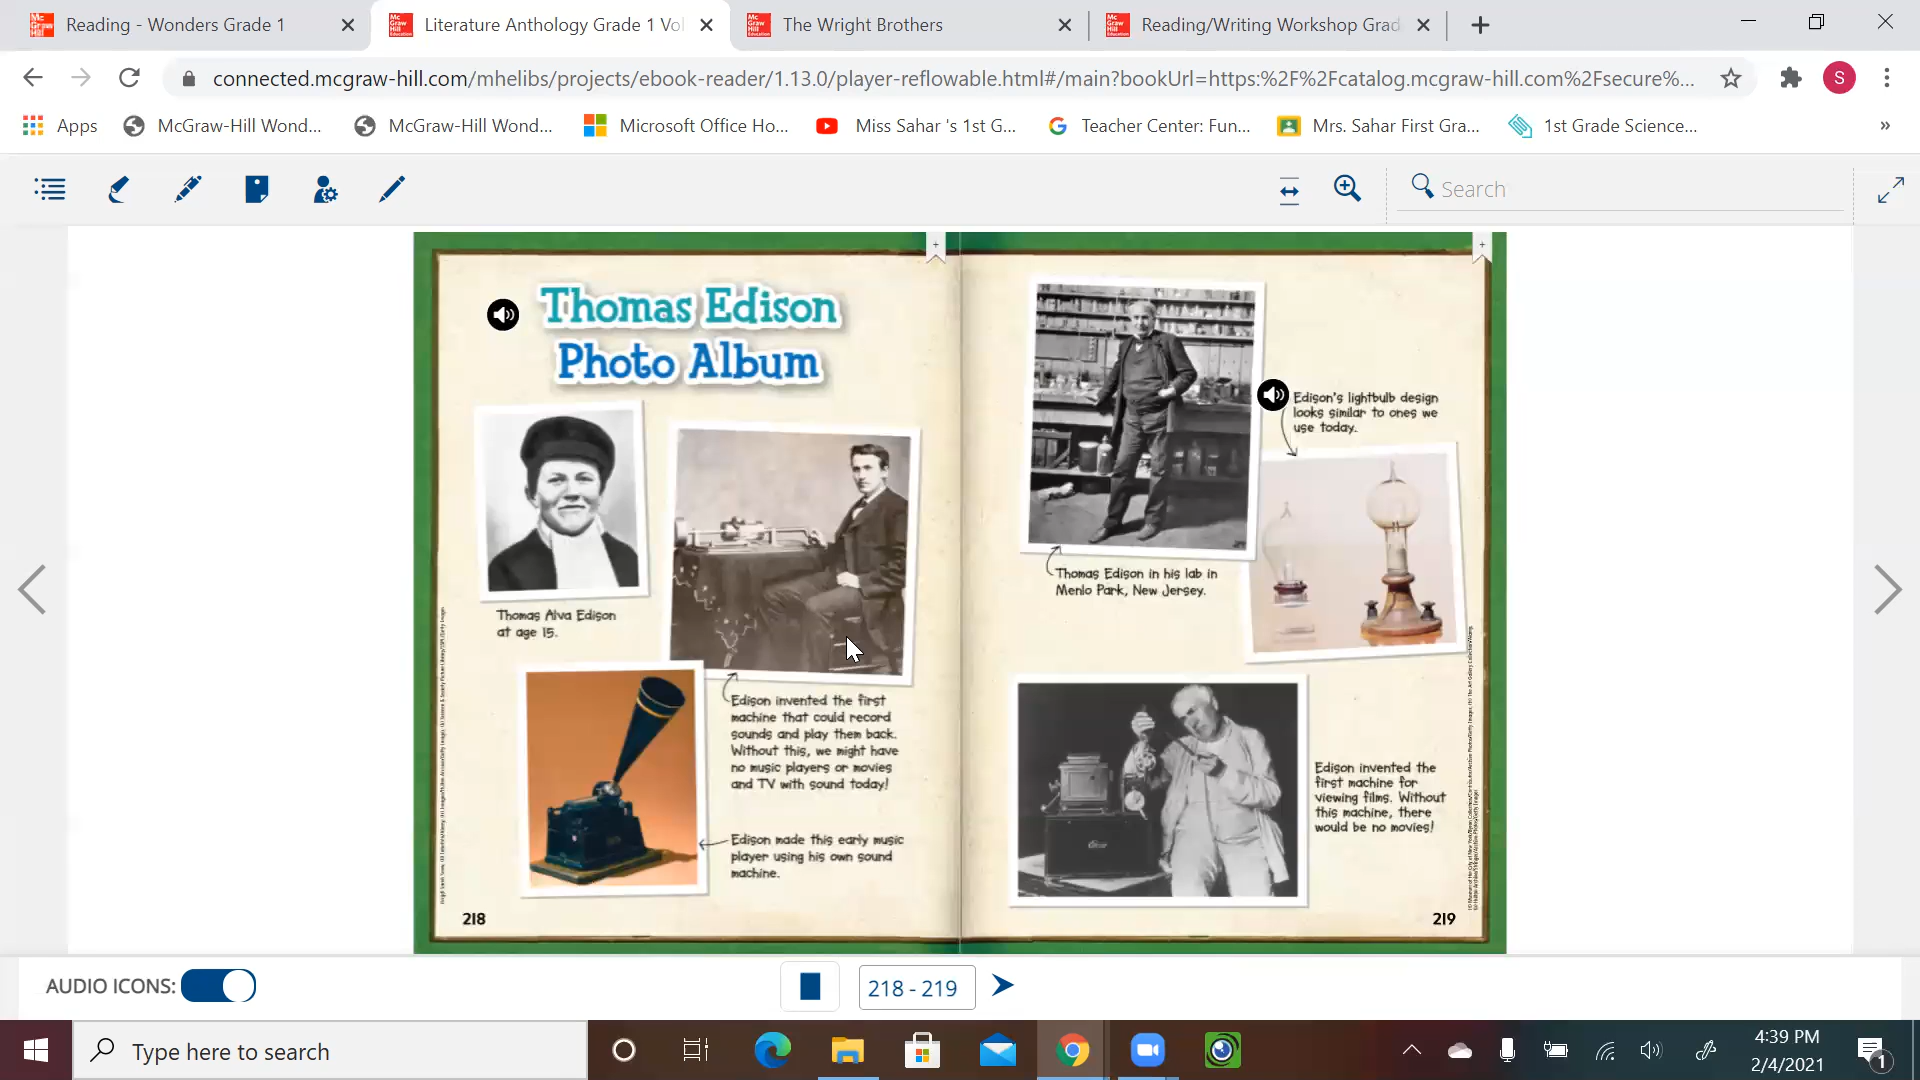 Reading - Wonders Grade 1
Literature Anthology Grade 1 Vol
The Wright Brothers
Reading/Writing Workshop Grad
connected.mcgraw-hill.com/mhelibs/projects/ebook-reader/1.13.0/player-reflowable.html#/main?bookUrl=https:%2F%2Fcatalog.mcgraw-hill.com%2Fsecure%...
S
Apps
McGraw-Hill Wond...
McGraw-Hill Wond...
Microsoft Office Ho...
Miss Sahar 's 1st G...
Teacher Center: Fun...
Mrs. Sahar First Gra...
1st Grade Science...
»
Search
Thomas Edison
Photo Album
Thomas Alva Edison
at age 15.
Edison invented the first
machine that could record
sounds and play them back.
Without this, we might have
no music players or movies
and TV with sound today!
Edison made this early music
player using his own sound
machine.
218
Edison's lightbulb design
looks similar to ones we
use today.
Thomas Edison in his lab in
Menlo Park, New Jersey.
Edison invented the
first machine for
viewing films. Without
this machine, there
would be no movies!
219
AUDIO ICONS:
218 - 219
Type here to search
4:39 PM
2/4/2021
1